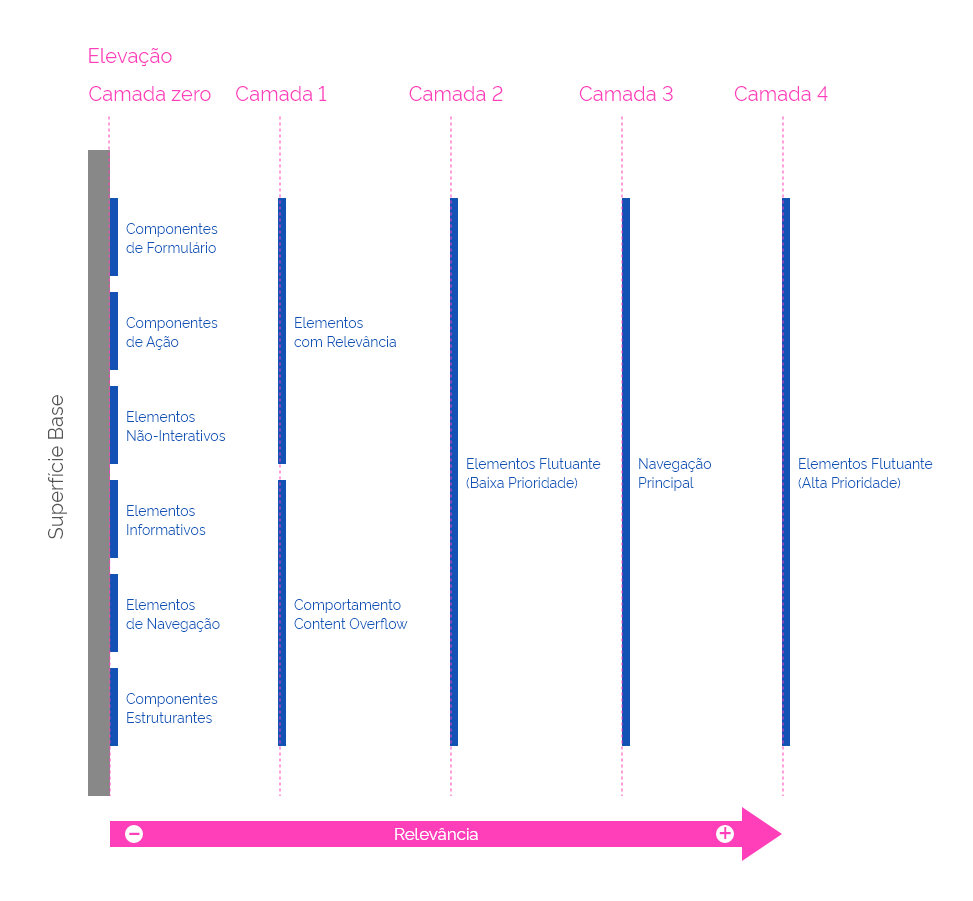 Elevação
Camada zero
Camada 1
Camada 2
Camada 3
Camada 4
Superfície Base
Componentes
de Formulário
Componentes
de Ação
Elementos
Não-Interativos
Elementos
Informativos
Elementos
de Navegação
Componentes
Estruturantes
Elementos
com Relevância
Comportamento
Content Overflow
Elementos Flutuante
(Baixa Prioridade)
Navegação
Principal
Elementos Flutuante
(Alta Prioridade)
Relevância